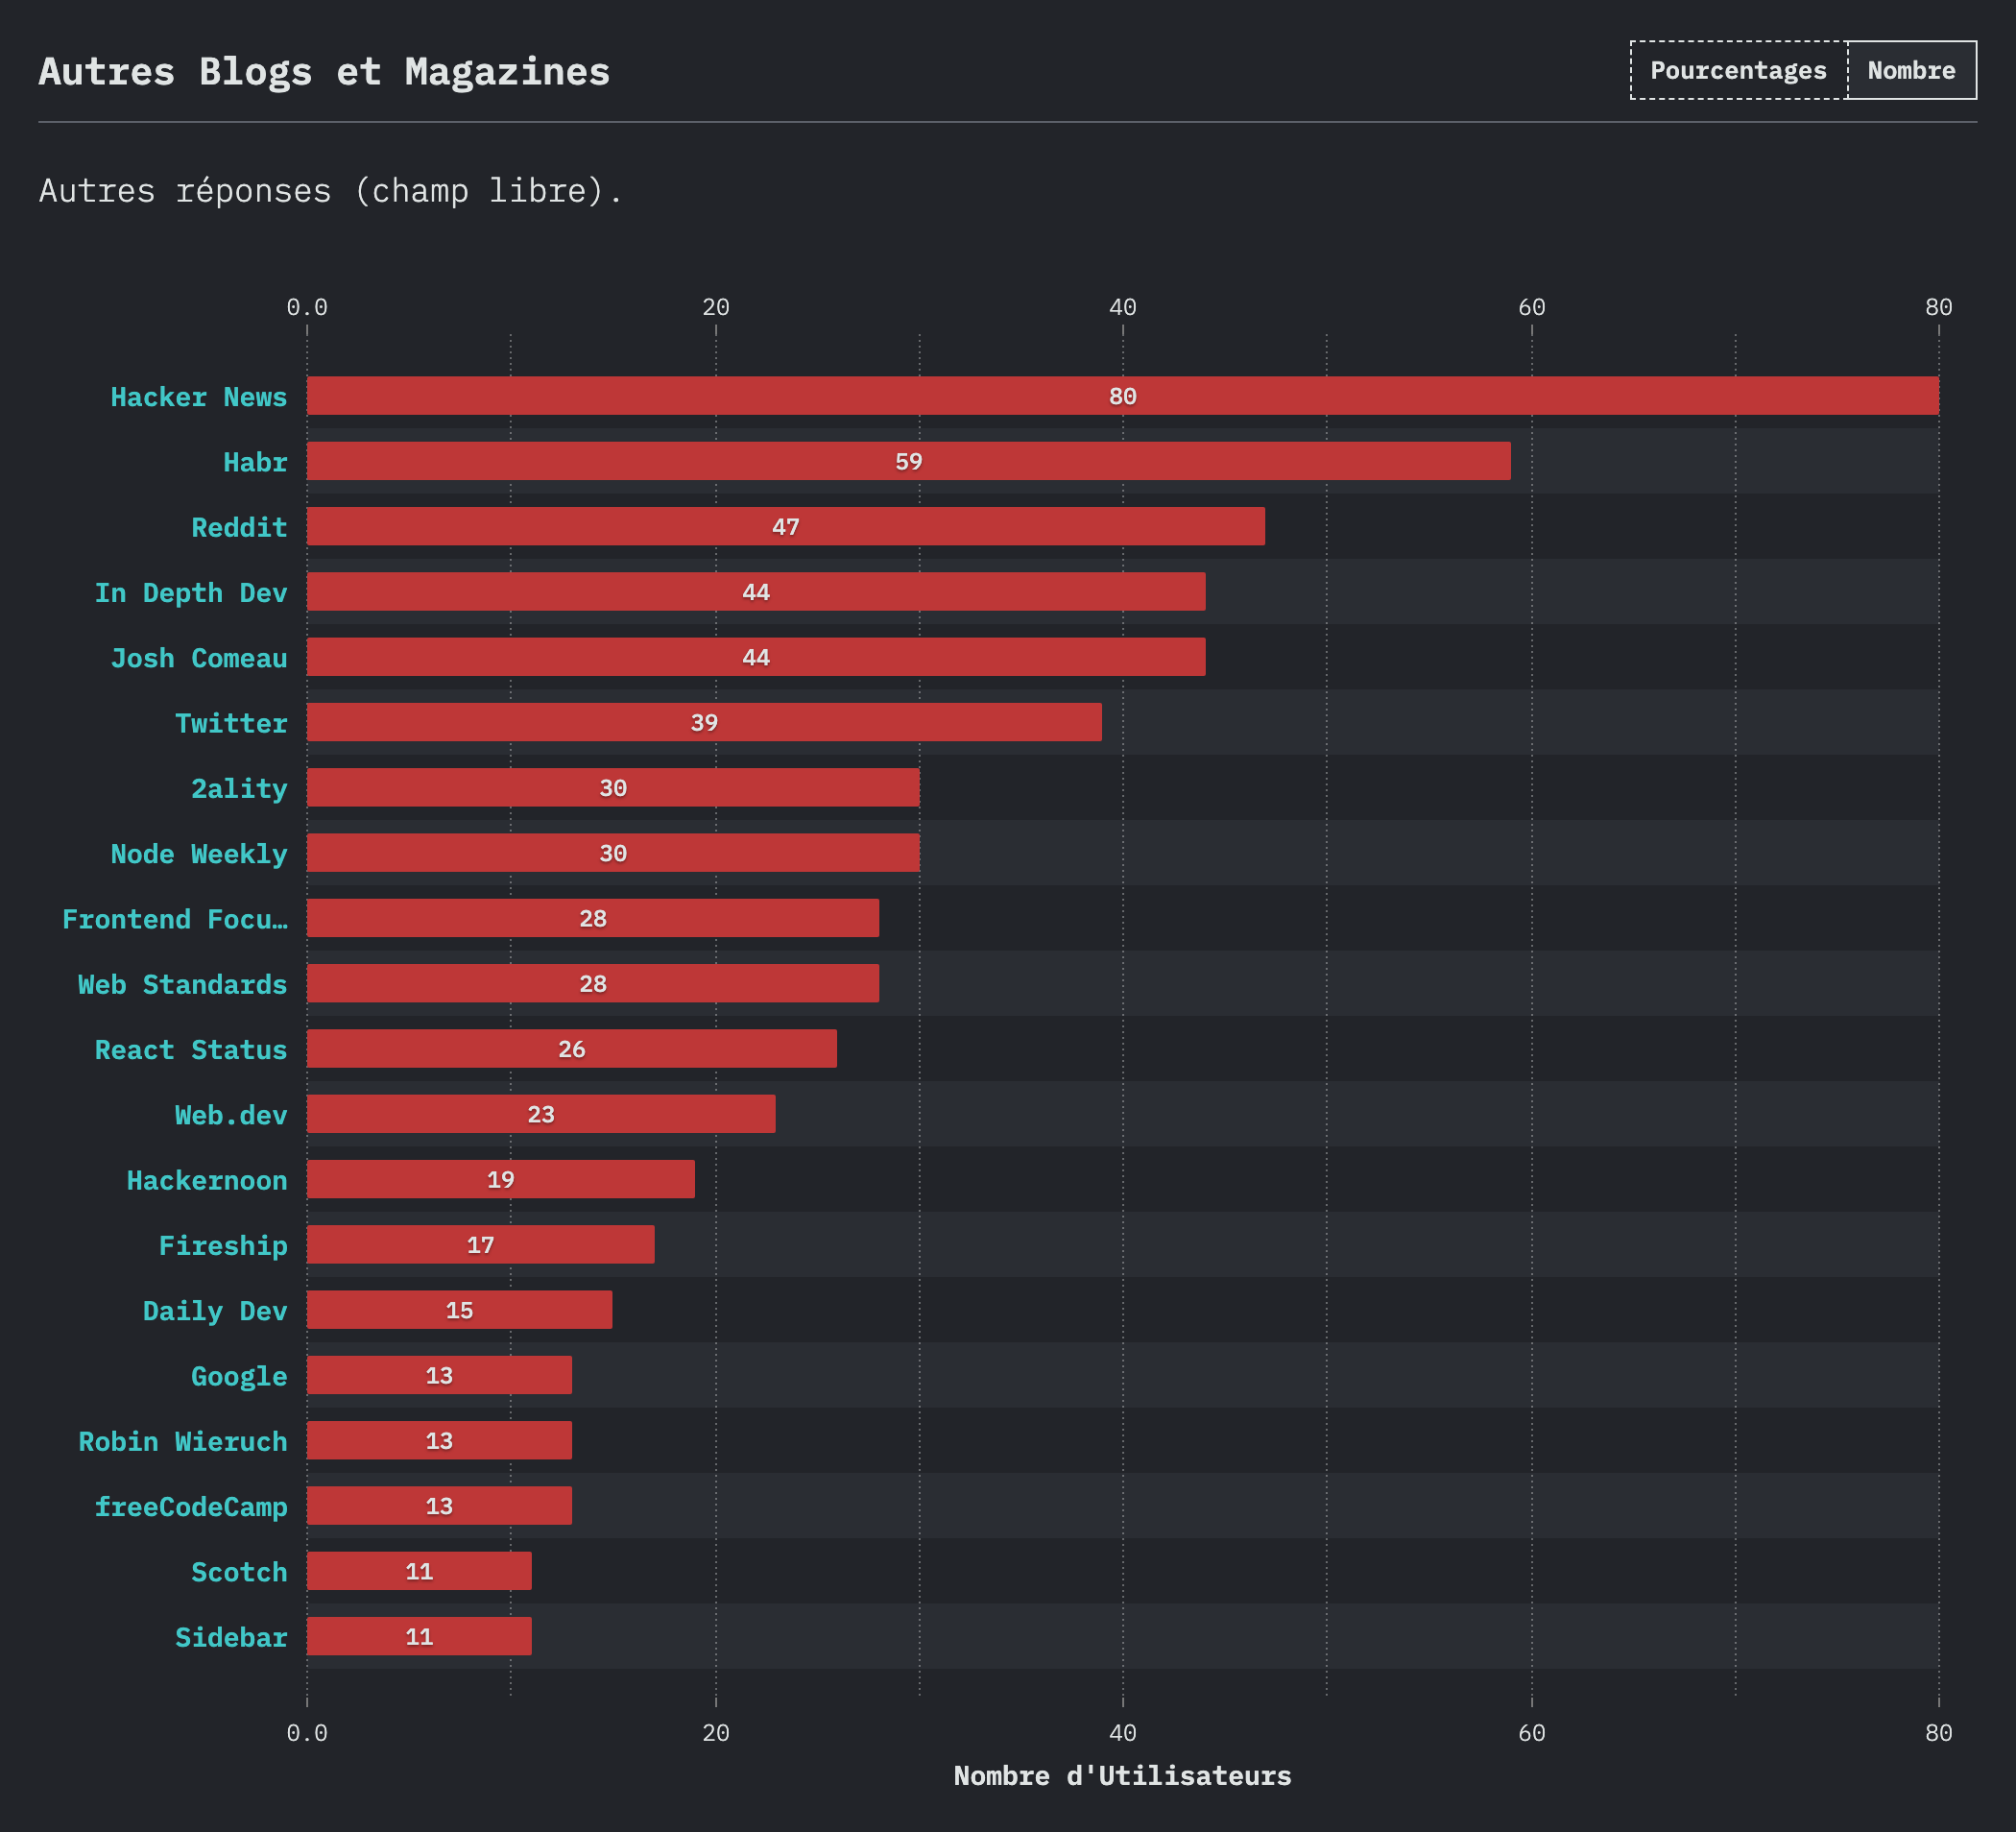 Autres Blogs et Magazines
Pourcentages Nombre
Autres réponses (champ libre).
0.0 20 40 60 80
Hacker News 80
Habr 59
Reddit 47
In Depth Dev 44
Josh Comeau 44
Twitter 39
2ality 30
Node Weekly 30
Frontend Focu… 28
Web Standards 28
React Status 26
Web.dev 23
Hackernoon 19
Fireship 17
Daily Dev 15
Google 13
Robin Wieruch 13
freeCodeCamp 13
Scotch 11
Sidebar 11
0.0 20 40 60 80
Nombre d'Utilisateurs